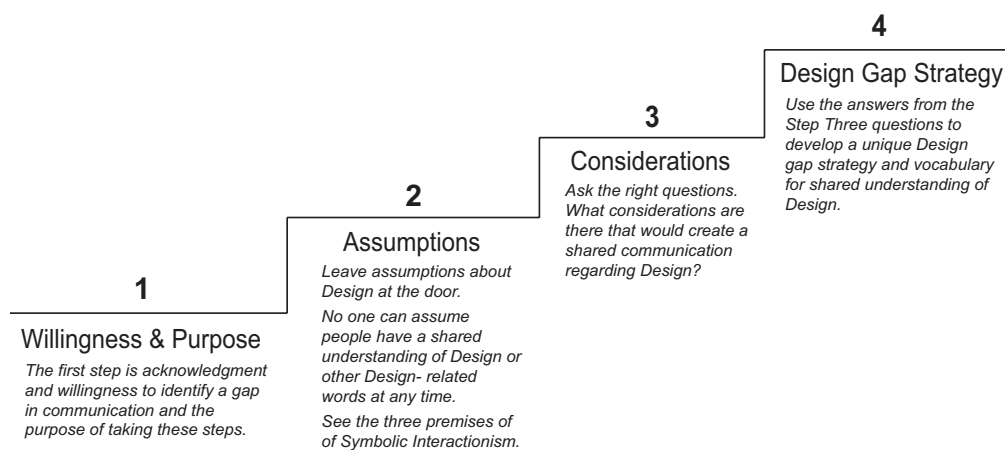 1
Willingness & Purpose
The first step is acknowledgment
and willingness to identify a gap
in communication and the
purpose of taking these steps.
2
Assumptions
Leave assumptions about
Design at the door.
No one can assume
people have a shared
understanding of Design or
other Design- related
words at any time.
See the three premises of
of Symbolic Interactionism.
3
Considerations
Ask the right questions.
What considerations are
there that would create a
shared communication
regarding Design?
4
Design Gap Strategy
Use the answers from the
Step Three questions to
develop a unique Design
gap strategy and vocabulary
for shared understanding of
Design.